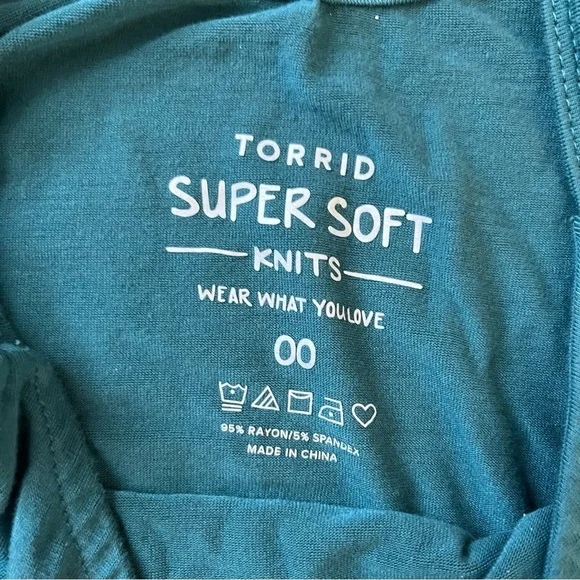 TORRID
SUPER SOFT
KNITS
WEAR WHAT YOU LOVE
00
95% RAYON/5% SPANDEX
MADE IN CHINA